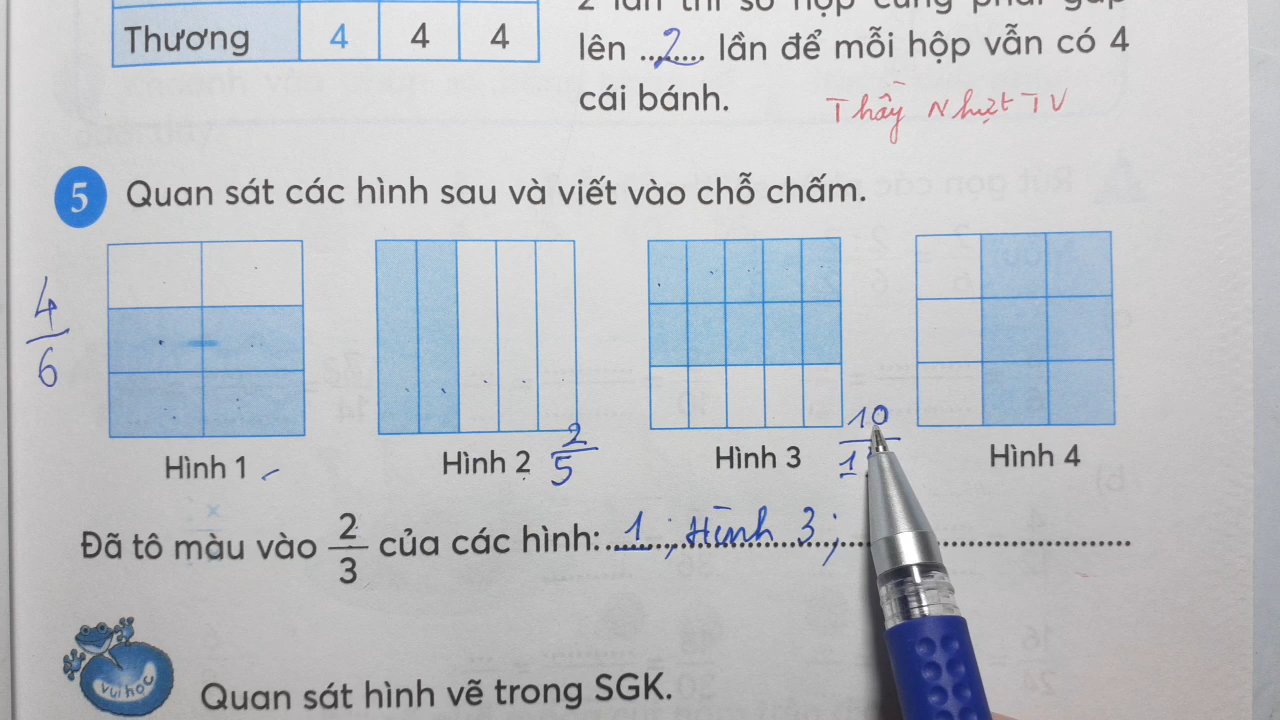 Thương 4 4 4
2 lần thì số hộp cũng phải gấp
lên ...2... lần để mỗi hộp vẫn có 4
cái bánh.
Thầy Nhựt TV
5 Quan sát các hình sau và viết vào chỗ chấm.
4
6
Hình 1
Hình 2
2
5
Hình 3
10
Hình 4
Đã tô màu vào 2/3 của các hình: 1; Hình 3;
VUI HỌC
Quan sát hình vẽ trong SGK.